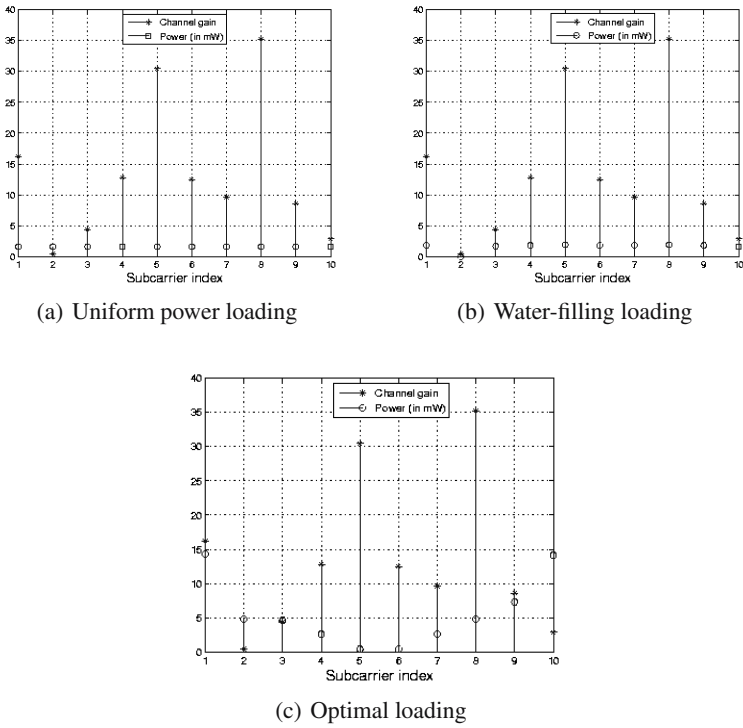 40
35
30
25
20
15
10
5
0
Channel gain
Power (in mW)
1 2 3 4 5 6 7 8 9 10
Subcarrier index
(a) Uniform power loading
40
35
30
25
20
15
10
5
0
Channel gain
Power (in mW)
1 2 3 4 5 6 7 8 9 10
Subcarrier index
(b) Water-filling loading
40
35
30
25
20
15
10
5
0
Channel gain
Power (in mW)
1 2 3 4 5 6 7 8 9 10
Subcarrier index
(c) Optimal loading